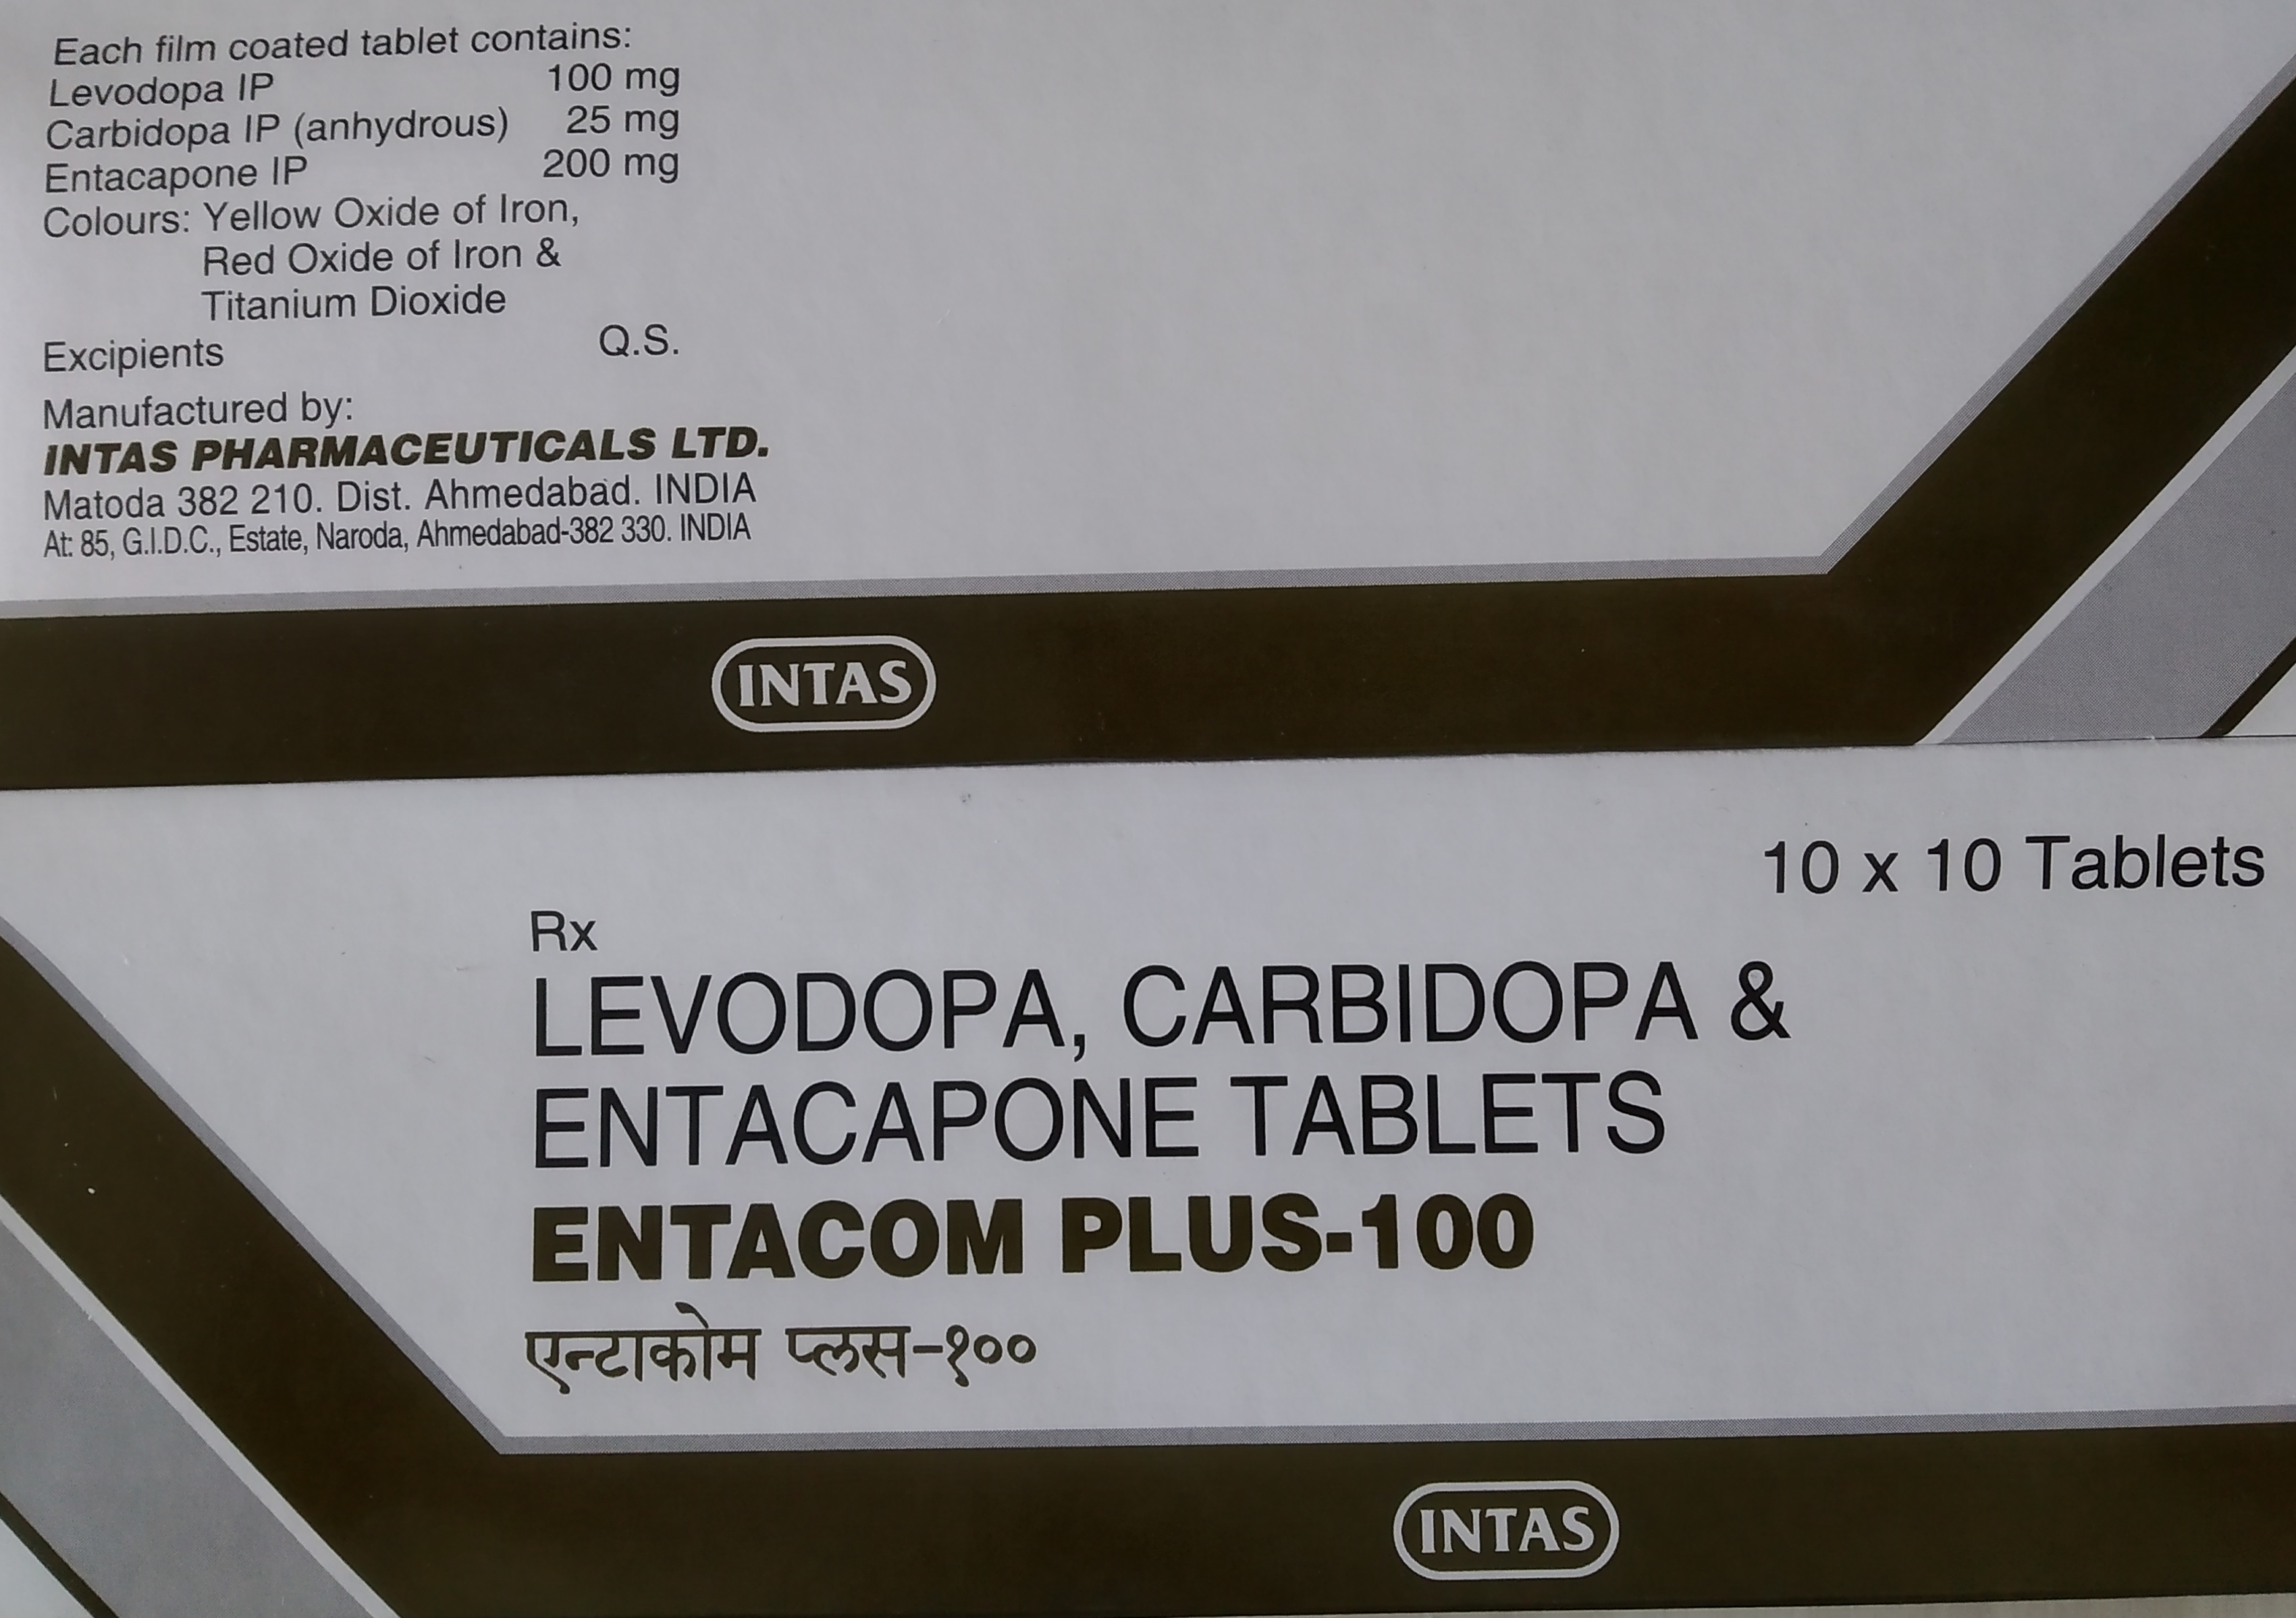 Each film coated tablet contains:
Levodopa IP 100 mg
Carbidopa IP (anhydrous) 25 mg
Entacapone IP 200 mg
Colours: Yellow Oxide of Iron,
Red Oxide of Iron &
Titanium Dioxide
Excipients Q.S.
Manufactured by:
INTAS PHARMACEUTICALS LTD.
Matoda 382 210. Dist. Ahmedabad. INDIA
At: 85, G.I.D.C., Estate, Naroda, Ahmedabad-382 330. INDIA
INTAS
10 x 10 Tablets
Rx
LEVODOPA, CARBIDOPA &
ENTACAPONE TABLETS
ENTACOM PLUS-100
एन्टाकोम प्लस-१००
INTAS